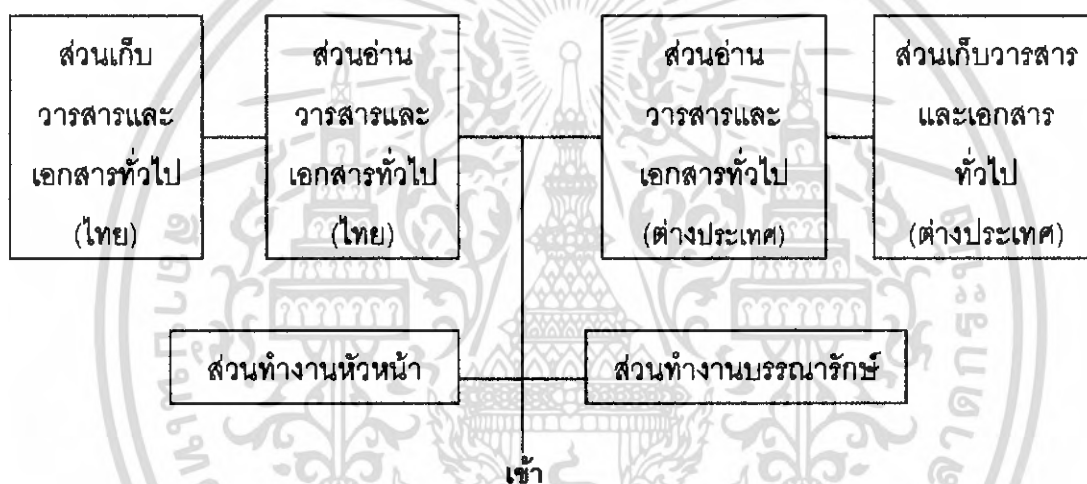 ส่วนเก็บ
วารสารและ
เอกสารทั่วไป
(ไทย)
ส่วนอ่าน
วารสารและ
เอกสารทั่วไป
(ไทย)
ส่วนอ่าน
วารสารและ
เอกสารทั่วไป
(ต่างประเทศ)
ส่วนเก็บวารสาร
และเอกสาร
ทั่วไป
(ต่างประเทศ)
ส่วนทำงานหัวหน้า
ส่วนทำงานบรรณารักษ์
เข้า